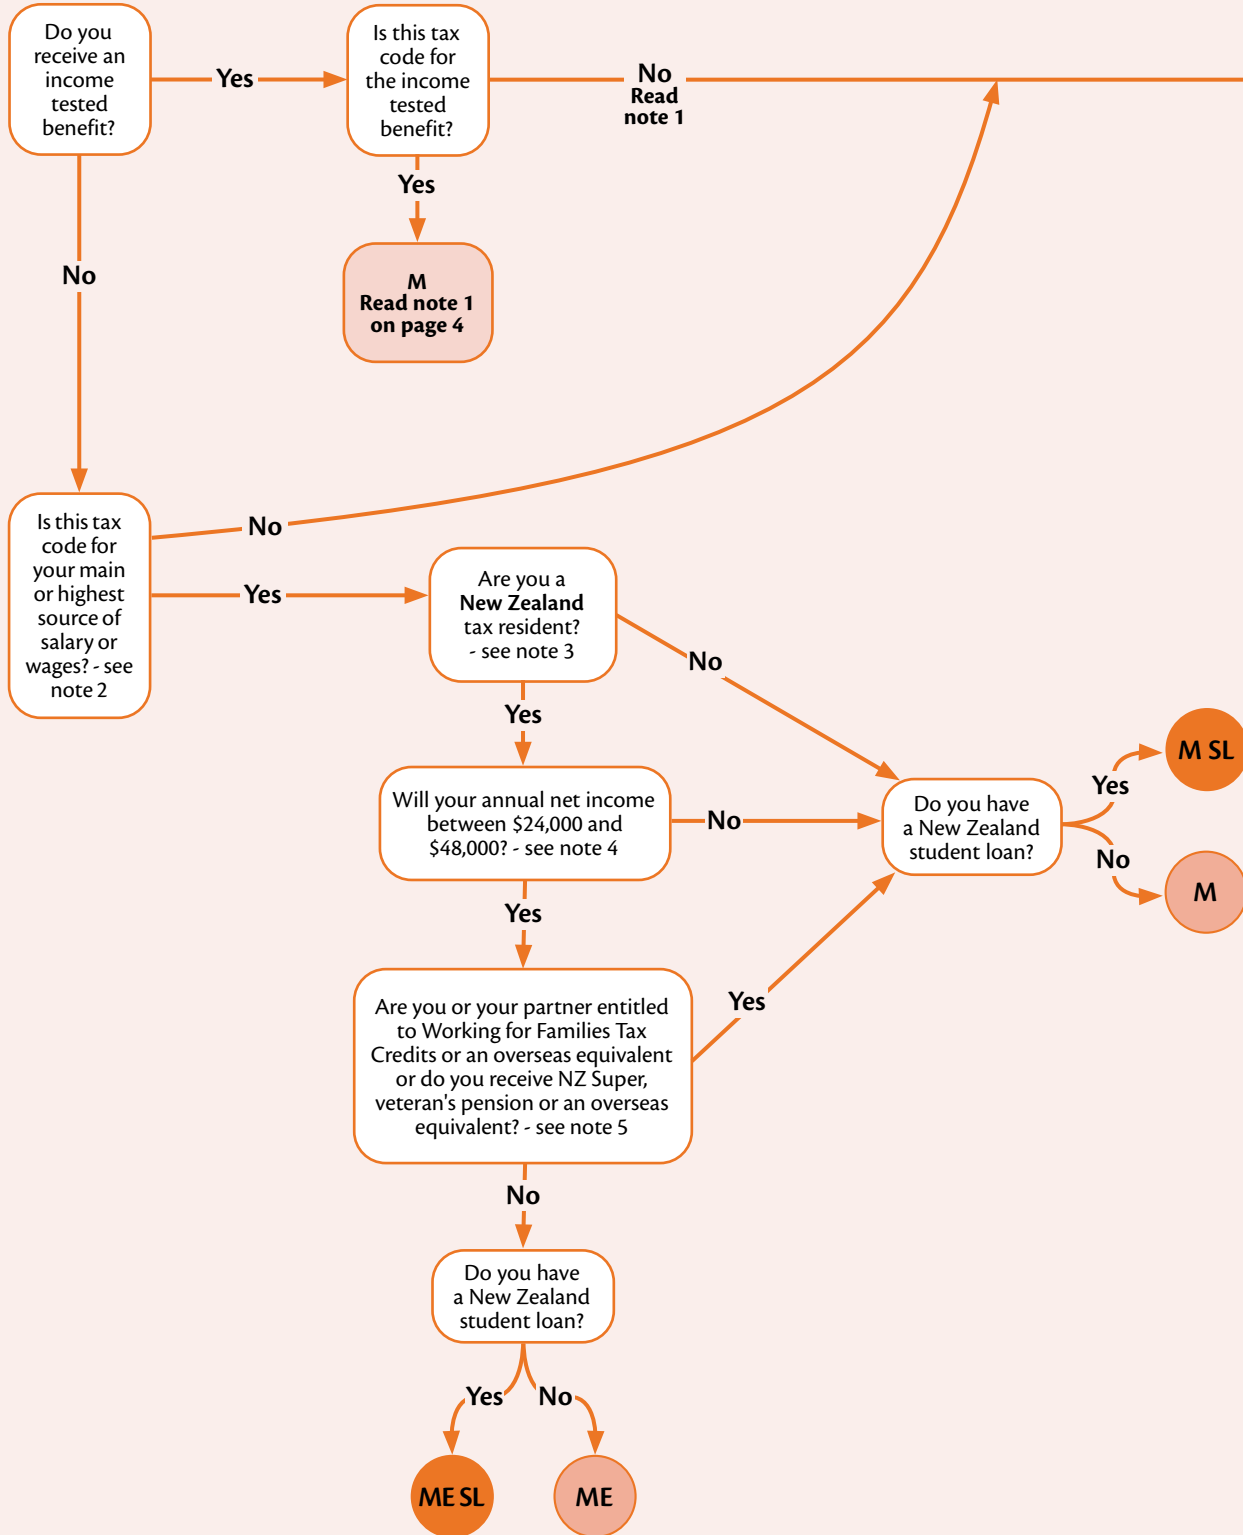 Do you
receive an
income
tested
benefit?
Yes
Is this tax
code for
the income
tested
benefit?
No
Read
note 1
Yes
M
Read note 1
on page 4
No
Is this tax
code for
your main
or highest
source of
salary or
wages? - see
note 2
No
Yes
Are you a
New Zealand
tax resident?
- see note 3
No
Yes
Will your annual net income
between $24,000 and
$48,000? - see note 4
No
Do you have
a New Zealand
student loan?
Yes
M SL
No
M
Yes
Are you or your partner entitled
to Working for Families Tax
Credits or an overseas equivalent
or do you receive NZ Super,
veteran's pension or an overseas
equivalent? - see note 5
Yes
No
Do you have
a New Zealand
student loan?
Yes
No
ME SL
ME